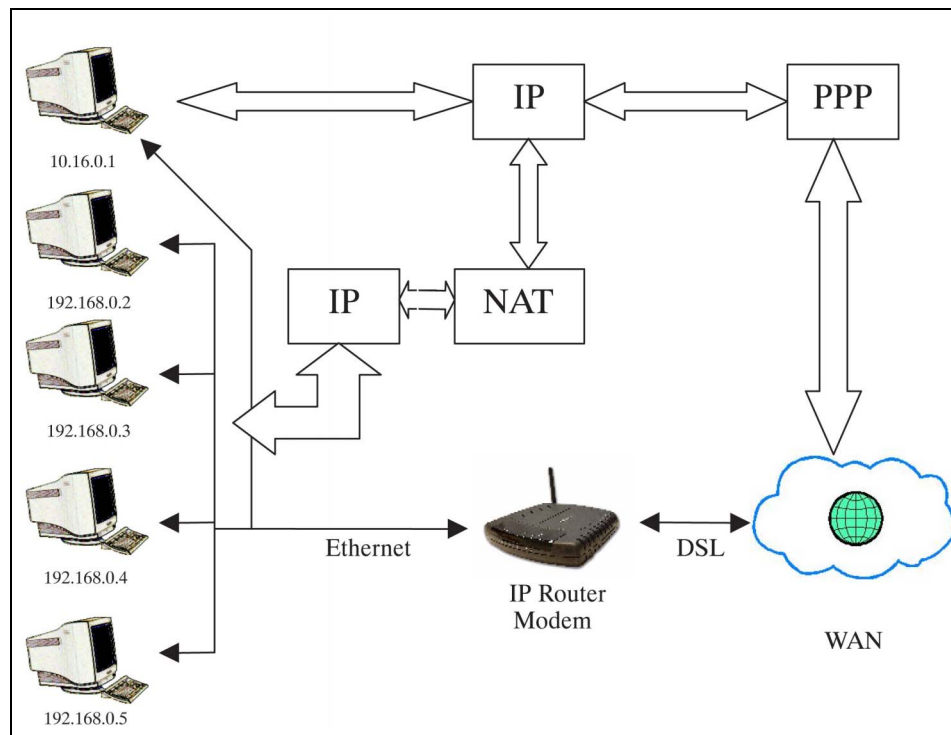 IP
PPP
10.16.0.1
192.168.0.2
IP
NAT
192.168.0.3
192.168.0.4
Ethernet
DSL
IP Router
Modem
WAN
192.168.0.5